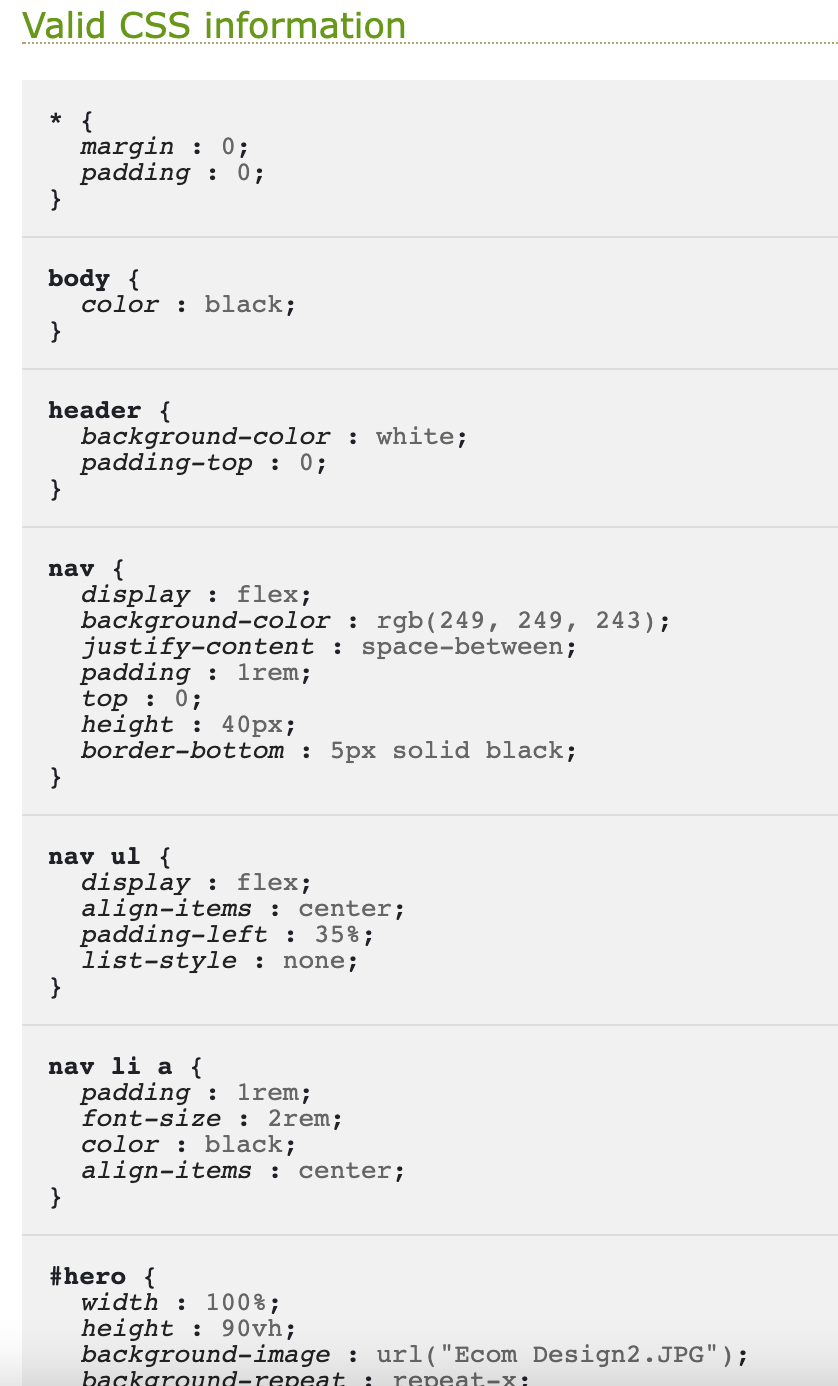 Valid CSS information
* {
margin : 0;
padding : 0;
}
body {
color : black;
}
header {
background-color : white;
padding-top : 0;
}
nav {
display : flex;
background-color : rgb(249, 249, 243);
justify-content : space-between;
padding : 1rem;
top : 0;
height : 40px;
border-bottom : 5px solid black;
}
nav ul {
display : flex;
align-items : center;
padding-left : 35%;
list-style : none;
}
nav li a {
padding : 1rem;
font-size : 2rem;
color : black;
align-items : center;
}
#hero {
width : 100%;
height : 90vh;
background-image : url("Ecom Design2.JPG");
background-repeat : repeat-x;